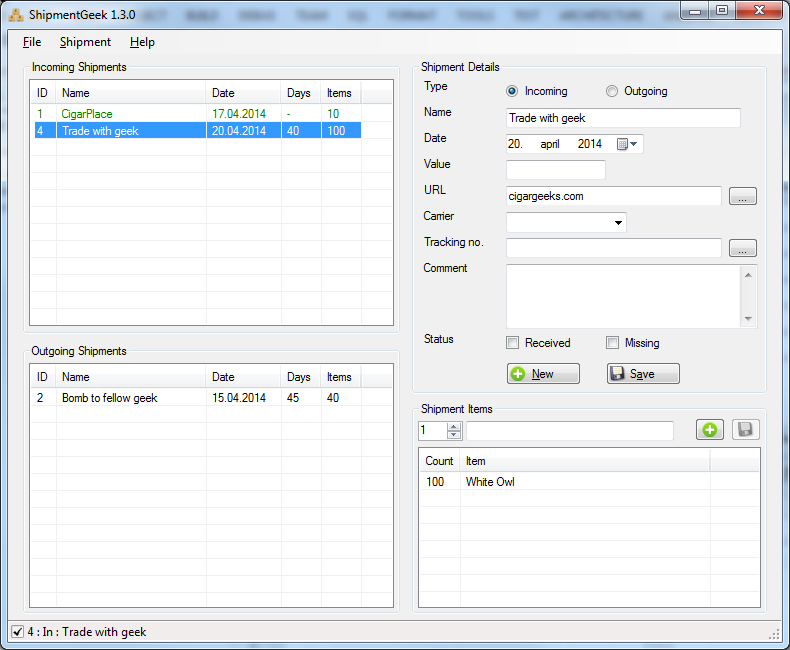 ShipmentGeek 1.3.0
File Shipment Help
Incoming Shipments
ID Name Date Days Items
1 CigarPlace 17.04.2014 - 10
4 Trade with geek 20.04.2014 40 100
Outgoing Shipments
ID Name Date Days Items
2 Bomb to fellow geek 15.04.2014 45 40
Shipment Details
Type Incoming Outgoing
Name Trade with geek
Date 20. april 2014
Value
URL cigargeeks.com ...
Carrier
Tracking no. ...
Comment
Status Received Missing
New Save
Shipment Items
1
Count Item
100 White Owl
4 : In : Trade with geek